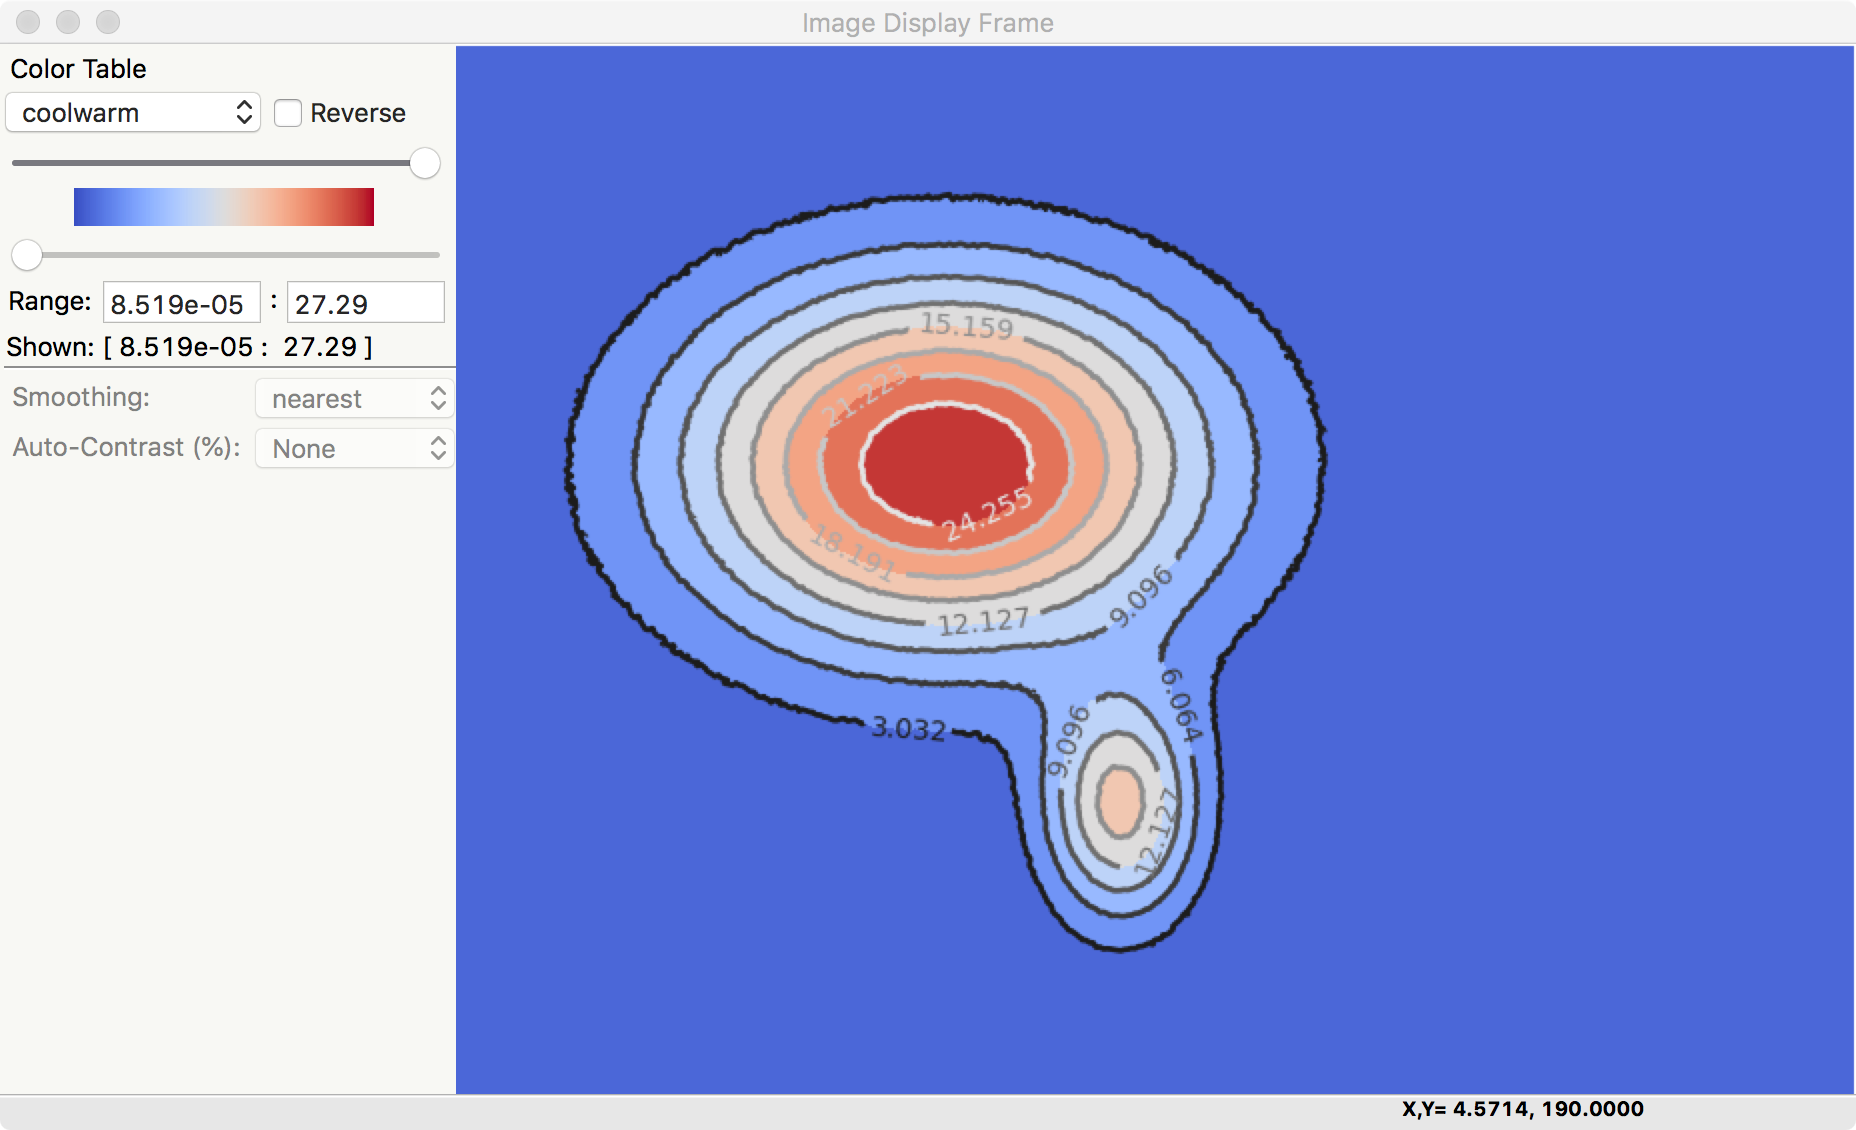 Image Display Frame
Color Table
coolwarm
Reverse
Range: 8.519e-05 : 27.29
Shown: [ 8.519e-05 :  27.29 ]
Smoothing: nearest
Auto-Contrast (%): None
15.159
21.223
24.255
18.191
9.096
12.127
6.064
3.032
9.096
12.127
X,Y= 4.5714, 190.0000